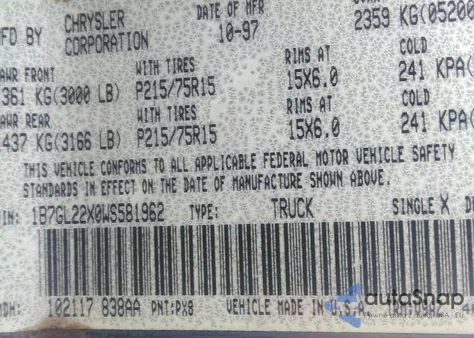 MFD BY CHRYSLER CORPORATION DATE OF MFR 10-97 2359 KG(05200
AWR FRONT WITH TIRES RIMS AT COLD
361 KG(3000 LB) P215/75R15 15X6.0 241 KPA(
AWR REAR WITH TIRES RIMS AT COLD
437 KG(3166 LB) P215/75R15 15X6.0 241 KPA(
THIS VEHICLE CONFORMS TO ALL APPLICABLE FEDERAL MOTOR VEHICLE SAFETY
STANDARDS IN EFFECT ON THE DATE OF MANUFACTURE SHOWN ABOVE.
IN: 1B7GL22X0WS581962 TYPE: TRUCK SINGLE X D
MDH: 102117 838AA PNT:PX8 VEHICLE MADE IN U.S.A.
autoSnap